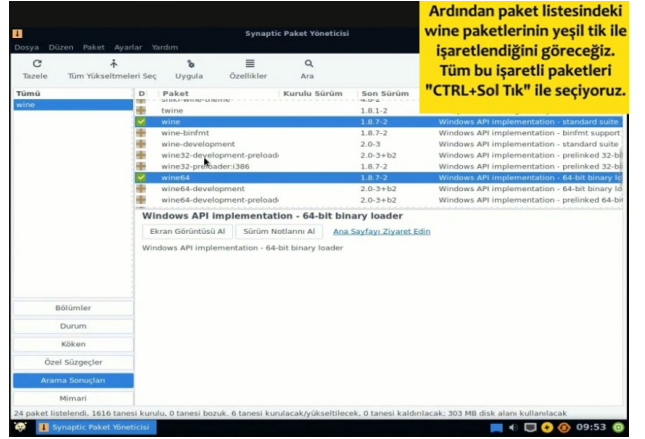 Ardından paket listesindeki
wine paketlerinin yeşil tik ile
işaretlendiğini göreceğiz.
Tüm bu işaretli paketleri
"CTRL+Sol Tık" ile seçiyoruz.
Synaptic Paket Yöneticisi
Dosya Düzen Paket Ayarlar Yardım
Tazele Tüm Yükseltmeleri Seç Uygula Özellikler Ara
Tümü
wine
D Paket Kurulu Sürüm Son Sürüm
twine 1.8.1-2
wine 1.8.7-2 Windows API implementation - standard suite
wine-binfmt 1.8.7-2 Windows API implementation - binfmt support
wine-development 2.0-3 Windows API implementation - standard suite
wine32-development-preload 2.0-3+b2 Windows API implementation - prelinked 32-bi
wine32-preloader:i386 1.8.7-2 Windows API implementation - prelinked 32-bi
wine64 1.8.7-2 Windows API implementation - 64-bit binary lo
wine64-development 2.0-3+b2 Windows API implementation - 64-bit binary lo
wine64-development-preload 2.0-3+b2 Windows API implementation - prelinked 64-bi
Windows API implementation - 64-bit binary loader
Ekran Görüntüsü Al Sürüm Notlarını Al Ana Sayfayı Ziyaret Edin
Windows API implementation - 64-bit binary loader
Bölümler
Durum
Köken
Özel Süzgeçler
Arama Sonuçları
Mimari
24 paket listelendi, 1616 tanesi kurulu, 0 tanesi bozuk. 6 tanesi kurulacak/yükseltilecek, 0 tanesi kaldırılacak; 303 MB disk alanı kullanılacak
Synaptic Paket Yöneticisi 09:53